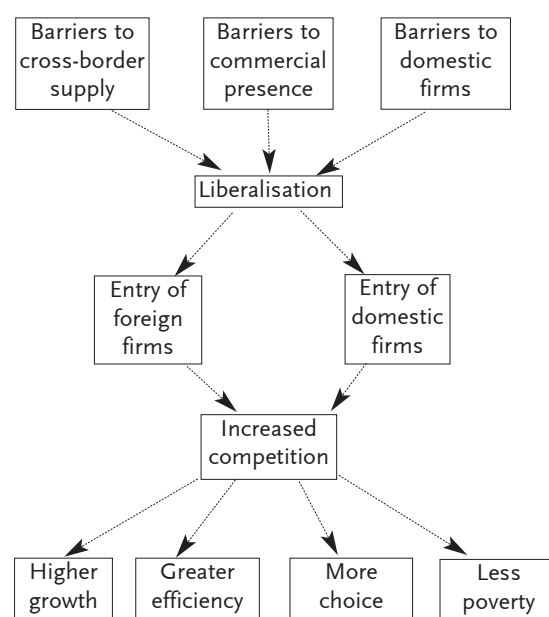 Barriers to
cross-border
supply
Barriers to
commercial
presence
Barriers to
domestic
firms
Liberalisation
Entry of
foreign
firms
Entry of
domestic
firms
Increased
competition
Higher
growth
Greater
efficiency
More
choice
Less
poverty